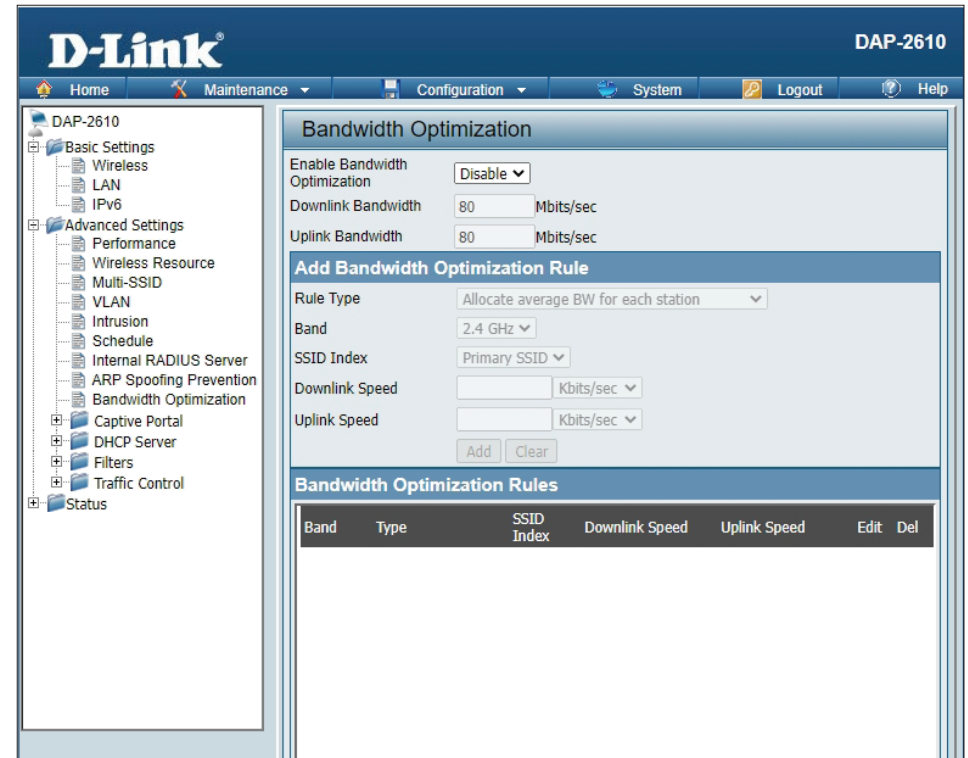 D-Link®
DAP-2610
Home Maintenance Configuration System Logout Help
DAP-2610
Basic Settings
Wireless
LAN
IPv6
Advanced Settings
Performance
Wireless Resource
Multi-SSID
VLAN
Intrusion
Schedule
Internal RADIUS Server
ARP Spoofing Prevention
Bandwidth Optimization
Captive Portal
DHCP Server
Filters
Traffic Control
Status
Bandwidth Optimization
Enable Bandwidth
Optimization Disable
Downlink Bandwidth 80 Mbits/sec
Uplink Bandwidth 80 Mbits/sec
Add Bandwidth Optimization Rule
Rule Type Allocate average BW for each station
Band 2.4 GHz
SSID Index Primary SSID
Downlink Speed Kbits/sec
Uplink Speed Kbits/sec
Add Clear
Bandwidth Optimization Rules
Band Type SSID Index Downlink Speed Uplink Speed Edit Del